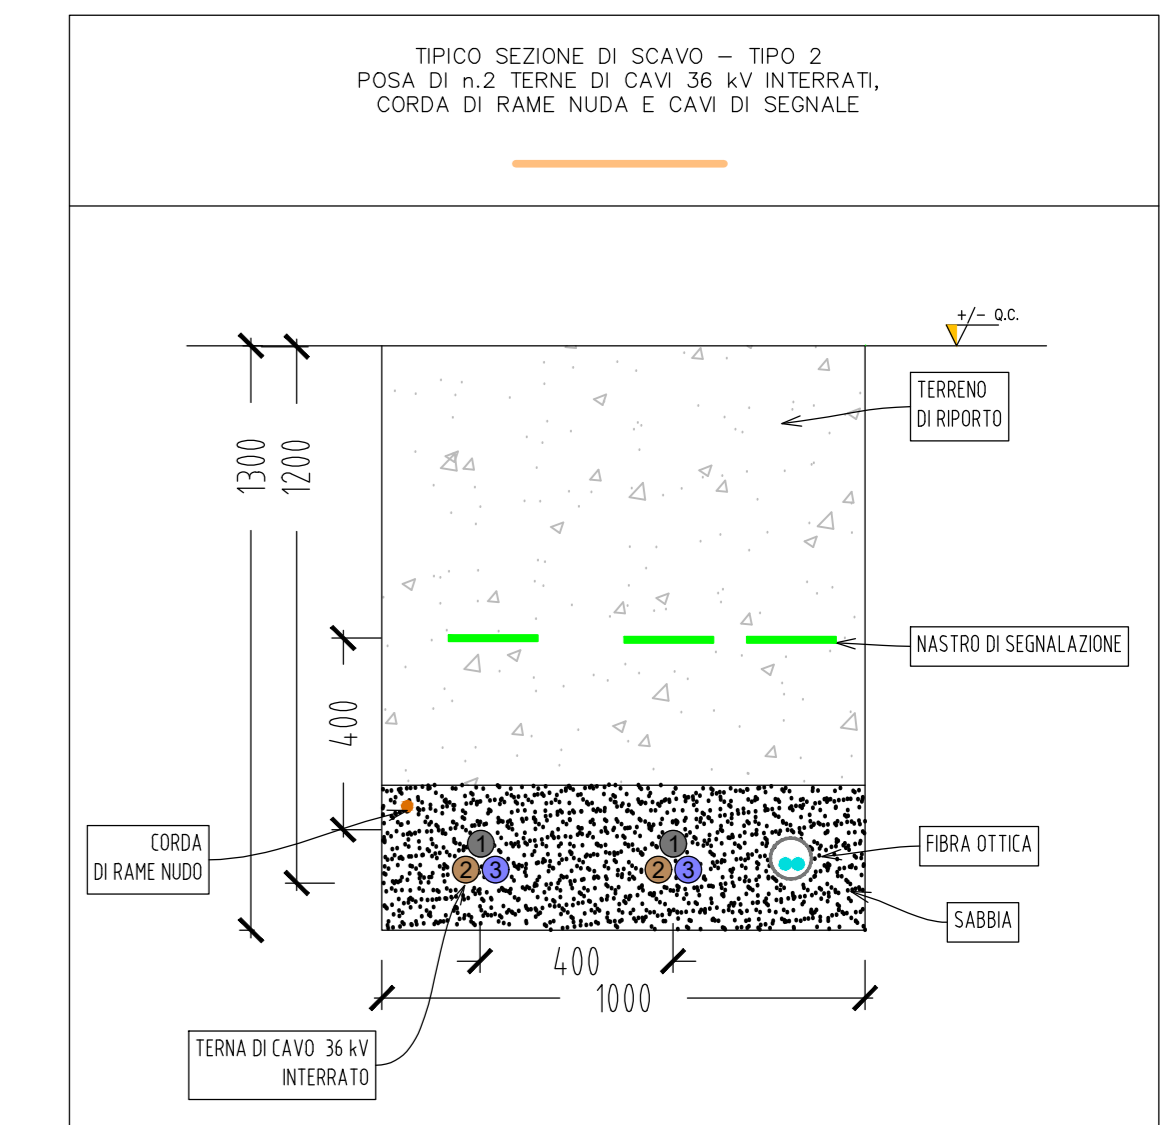 TIPICO SEZIONE DI SCAVO – TIPO 2
POSA DI n.2 TERNE DI CAVI 36 kV INTERRATI,
CORDA DI RAME NUDA E CAVI DI SEGNALE
+/- Q.C.
TERRENO
DI RIPORTO
1300
1200
NASTRO DI SEGNALAZIONE
400
CORDA
DI RAME NUDO
1
2
3
1
2
3
FIBRA OTTICA
SABBIA
400
1000
TERNA DI CAVO 36 kV
INTERRATO